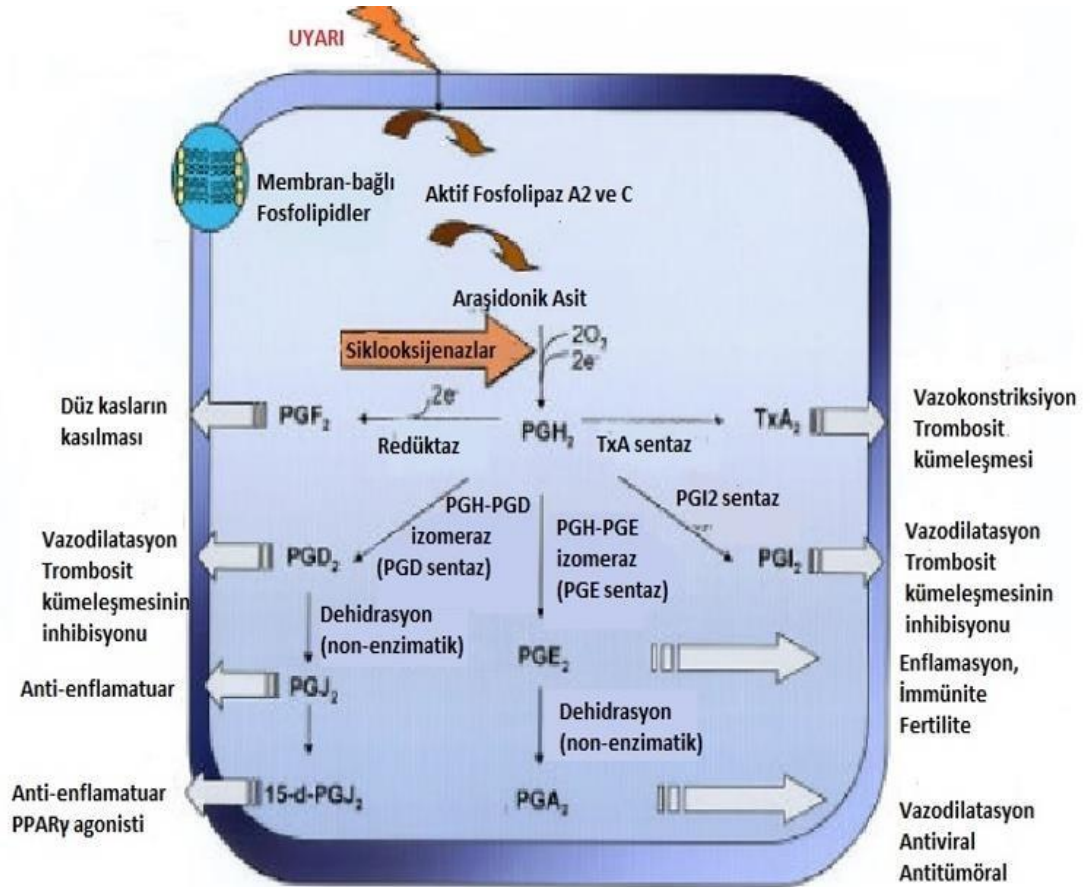 UYARI
Membran-bağlı
Fosfolipidler
Aktif Fosfolipaz A2 ve C
Araşidonik Asit
Siklooksijenazlar
2O₂
2e⁻
Düz kasların
kasılması
PGF₂
2e⁻
Redüktaz
PGH₂
TxA sentaz
TxA₂
Vazokonstriksiyon
Trombosit
kümeleşmesi
PGH-PGD
izomeraz
(PGD sentaz)
PGH-PGE
izomeraz
(PGE sentaz)
PGI2 sentaz
Vazodilatasyon
Trombosit
kümeleşmesinin
inhibisyonu
PGD₂
PGI₂
Vazodilatasyon
Trombosit
kümeleşmesinin
inhibisyonu
Dehidrasyon
(non-enzimatik)
PGE₂
Enflamasyon,
İmmünite
Fertilite
Anti-enflamatuar
PGJ₂
Dehidrasyon
(non-enzimatik)
Anti-enflamatuar
PPARγ agonisti
15-d-PGJ₂
PGA₂
Vazodilatasyon
Antiviral
Antitümöral